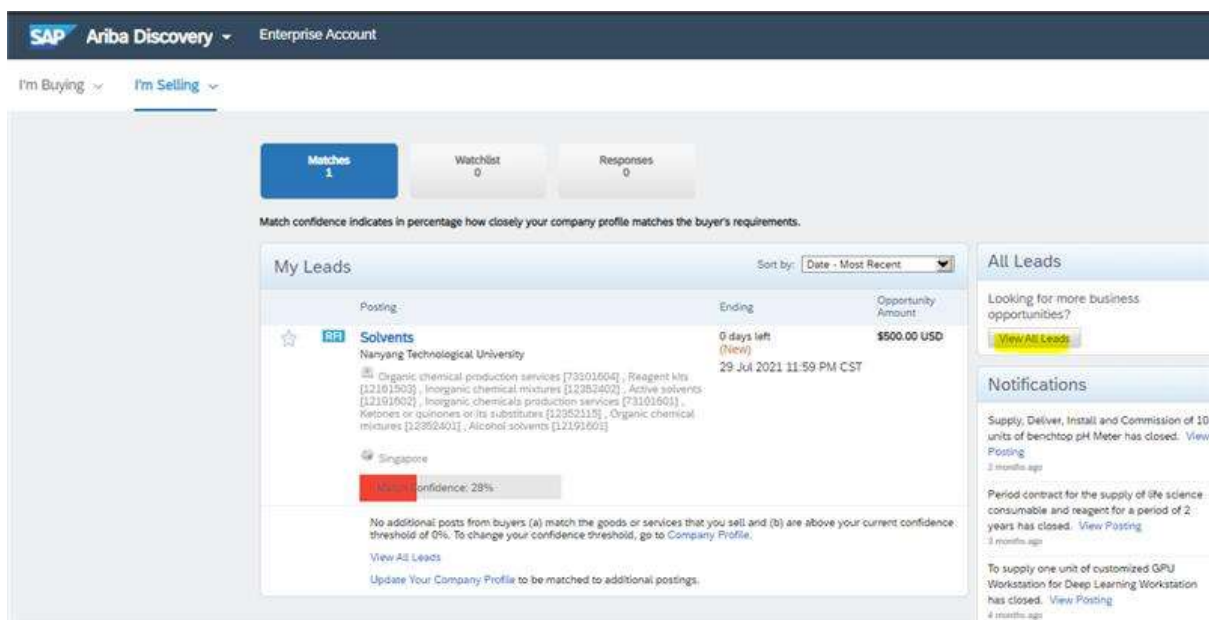 SAP Ariba Discovery Enterprise Account
I'm Buying I'm Selling
Matches
1
Watchlist
0
Responses
0
Match confidence indicates in percentage how closely your company profile matches the buyer's requirements.
My Leads
Sort by: Date - Most Recent
Posting Ending Opportunity
Amount
RFI Solvents 0 days left $500.00 USD
Nanyang Technological University (New)
29 Jul 2021 11:59 PM CST
Organic chemical production services [73101604] , Reagent kits
[12161503] , Inorganic chemical mixtures [12352402] , Active solvents
[12191602] , Inorganic chemicals production services [73101601] ,
Ketones or quinones or its substitutes [12352115] , Organic chemical
mixtures [12352401] , Alcohol solvents [12191601]
Singapore
Match Confidence: 28%
No additional posts from buyers (a) match the goods or services that you sell and (b) are above your current confidence
threshold of 0%. To change your confidence threshold, go to Company Profile.
View All Leads
Update Your Company Profile to be matched to additional postings.
All Leads
Looking for more business
opportunities?
View All Leads
Notifications
Supply, Deliver, Install and Commission of 10
units of benchtop pH Meter has closed. View
Posting
2 months ago
Period contract for the supply of life science
consumable and reagent for a period of 2
years has closed. View Posting
3 months ago
To supply one unit of customized GPU
Workstation for Deep Learning Workstation
has closed. View Posting
4 months ago